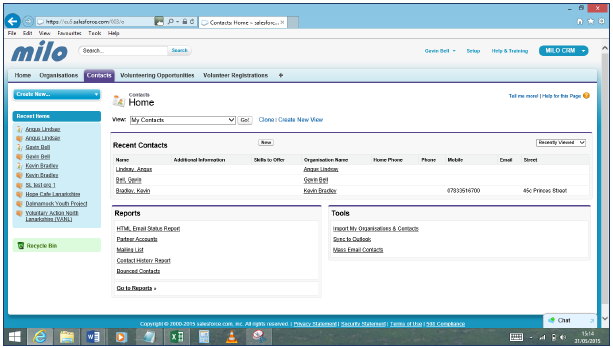 https://eu5.salesforce.com/003/o
Contacts: Home ~ salesforc...
File Edit View Favourites Tools Help
milo
Search...
Search
Gavin Bell
Setup
Help & Training
MILO CRM
Home Organisations Contacts Volunteering Opportunities Volunteer Registrations +
Create New...
Contacts
Home
Tell me more! | Help for this Page
View: My Contacts Go! Clone | Create New View
Recent Items
Angus Lindsay
Angus Lindsay
Gavin Bell
Gavin Bell
Kevin Bradley
Kevin Bradley
SL test pro 1
Hope Cafe Lanarkshire
Dalriameock Youth Project
Voluntary Action North
Lanarkshire (VANL)
Recycle Bin
Recent Contacts
New
Recently Viewed
Name Additional Information Skills to Offer Organisation Name Home Phone Phone Mobile Email Street
Lindsay, Angus Angus Lindsay
Bell, Gavin Gavin Bell
Bradley, Kevin Kevin Bradley 07833516700 45c Princes Street
Reports
HTML Email Status Report
Partner Accounts
Mailing List
Contact History Report
Bounced Contacts
Go to Reports »
Tools
Import My Organisations & Contacts
Sync to Outlook
Mass Email Contacts
Chat
Copyright © 2000-2015 salesforce.com, inc. All rights reserved. | Privacy Statement | Security Statement | Terms of Use | 508 Compliance
15:14
31/05/2015